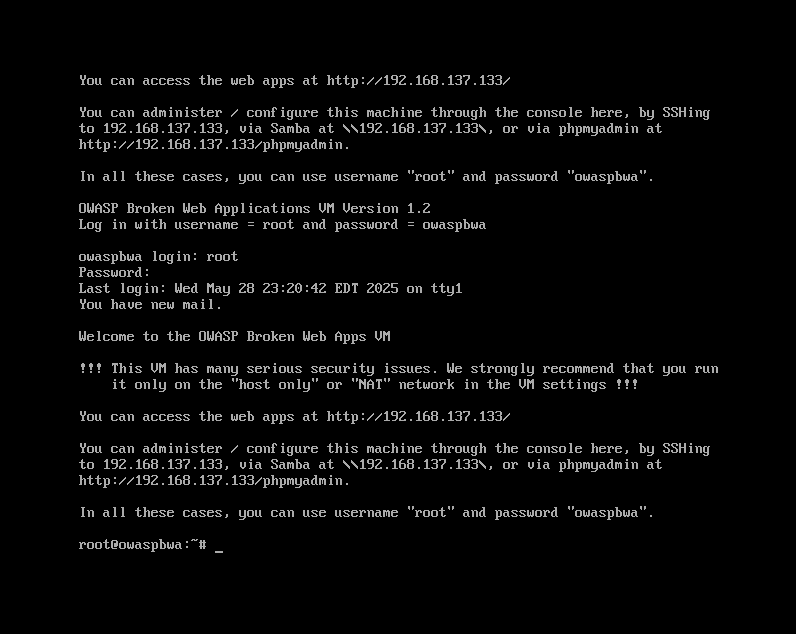 You can access the web apps at http://192.168.137.133/
You can administer / configure this machine through the console here, by SSHing
to 192.168.137.133, via Samba at \\192.168.137.133\, or via phpmyadmin at
http://192.168.137.133/phpmyadmin.
In all these cases, you can use username "root" and password "owaspbwa".
OWASP Broken Web Applications VM Version 1.2
Log in with username = root and password = owaspbwa
owaspbwa login: root
Password:
Last login: Wed May 28 23:20:42 EDT 2025 on tty1
You have new mail.
Welcome to the OWASP Broken Web Apps VM
!!! This VM has many serious security issues. We strongly recommend that you run
it only on the "host only" or "NAT" network in the VM settings !!!
You can access the web apps at http://192.168.137.133/
You can administer / configure this machine through the console here, by SSHing
to 192.168.137.133, via Samba at \\192.168.137.133\, or via phpmyadmin at
http://192.168.137.133/phpmyadmin.
In all these cases, you can use username "root" and password "owaspbwa".
root@owaspbwa:~# _